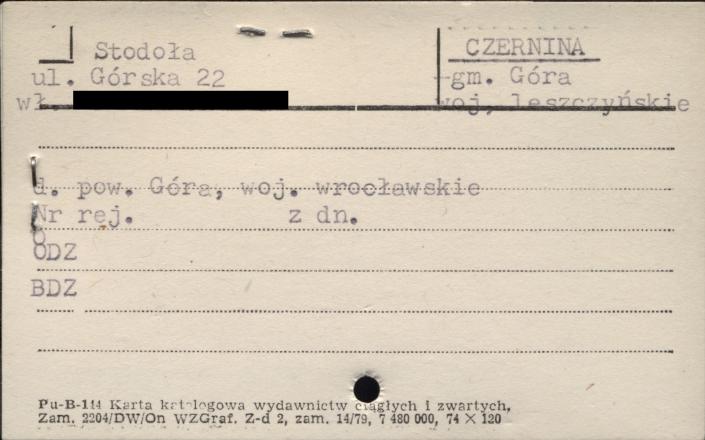 Stodoła
CZERNINA
ul. Górska 22
gm. Góra
wł.
woj. leszczyńskie
d. pow. Góra, woj. wrocławskie
Nr rej. z dn.
O
ODZ
BDZ
Pu-B-144 Karta katalogowa wydawnictw ciągłych i zwartych,
Zam. 2204/DW/On WZGraf. Z-d 2, zam. 14/79, 7 480 000, 74 × 120